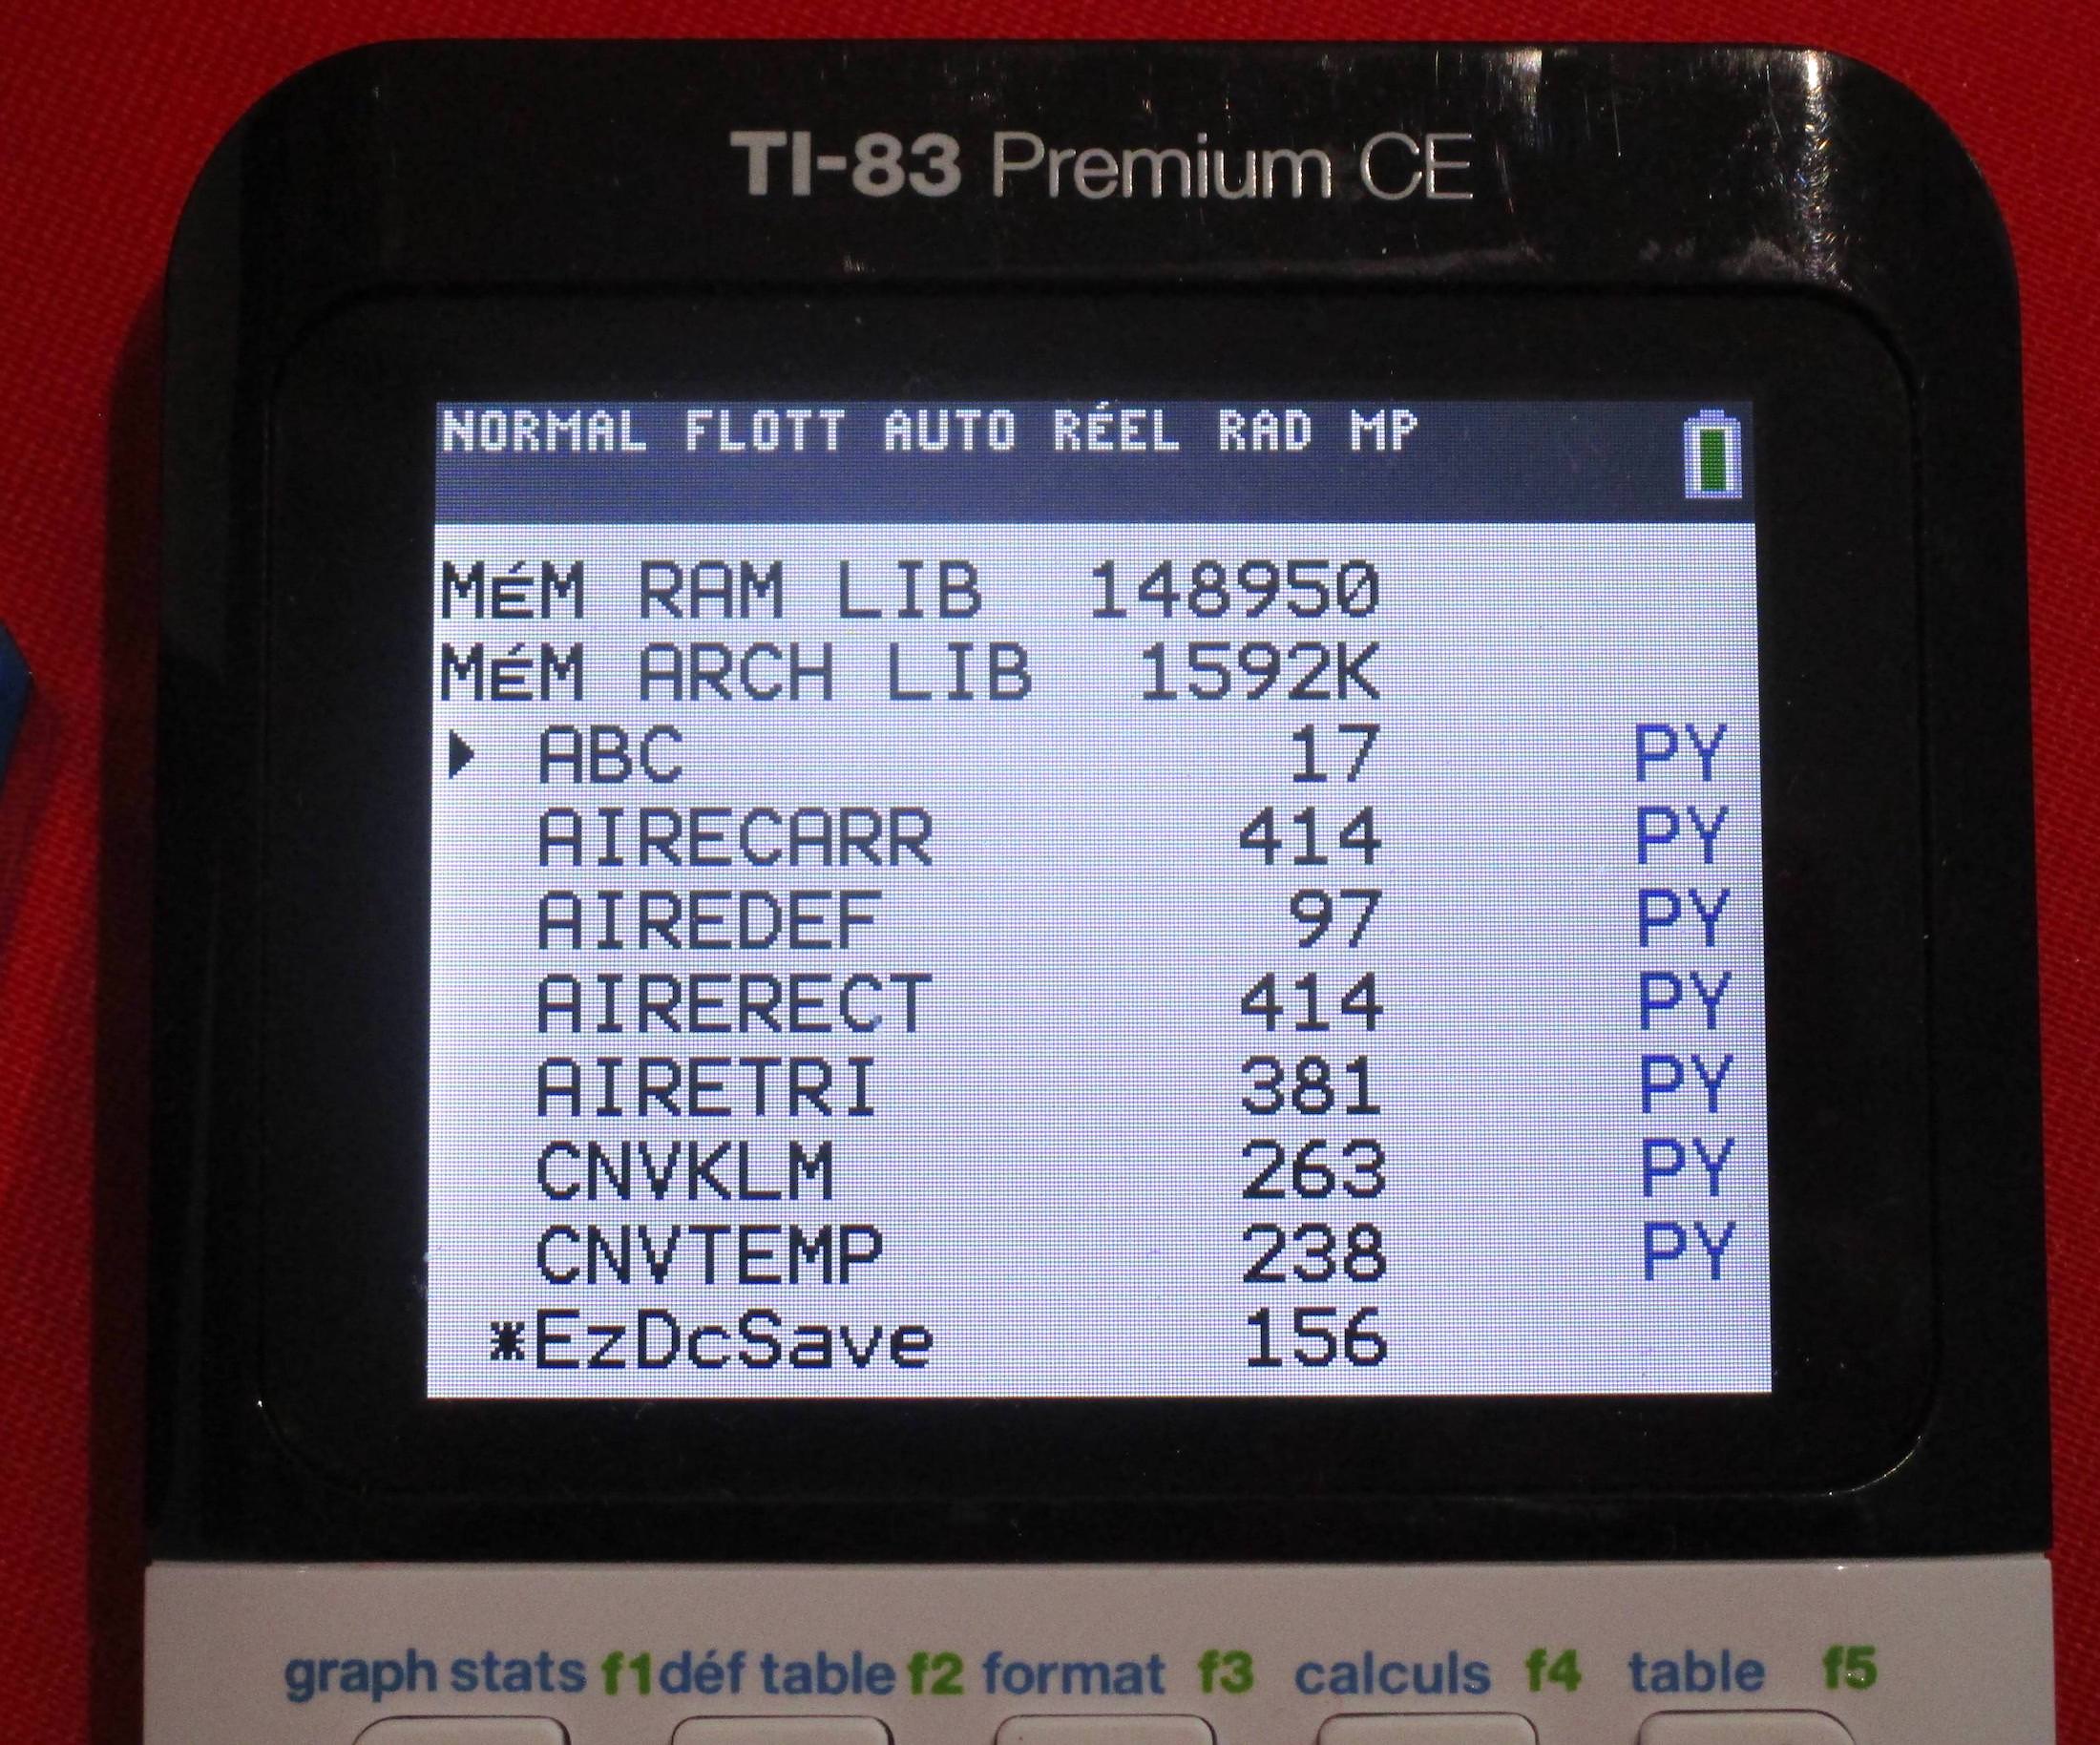 TI-83 Premium CE
NORMAL FLOTT AUTO RÉEL RAD MP
MéM RAM LIB 148950
MéM ARCH LIB 1592K
▶ ABC 17 PY
AIRECARR 414 PY
AIREDEF 97 PY
AIRERECT 414 PY
AIRETRI 381 PY
CNVKLM 263 PY
CNVTEMP 238 PY
*EzDcSave 156
graph stats f1 déf table f2 format f3 calculs f4 table f5